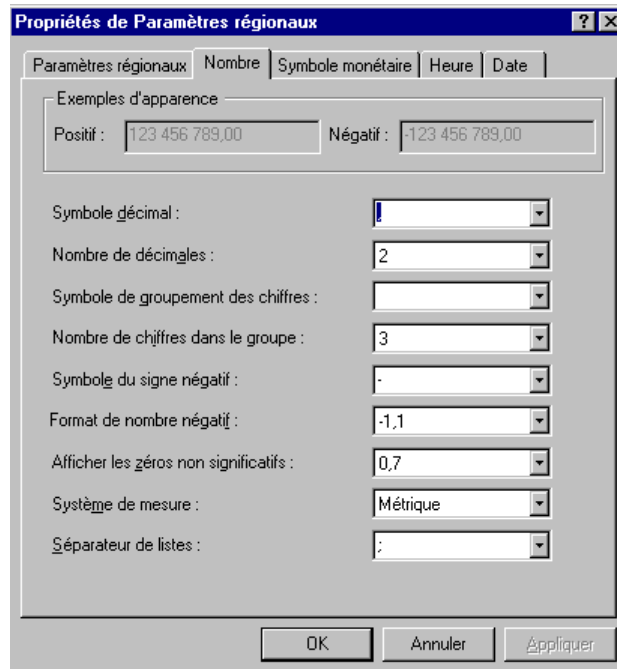 Propriétés de Paramètres régionaux
Paramètres régionaux Nombre Symbole monétaire Heure Date
Exemples d'apparence
Positif : 123 456 789,00 Négatif : -123 456 789,00
Symbole décimal : ,
Nombre de décimales : 2
Symbole de groupement des chiffres :
Nombre de chiffres dans le groupe : 3
Symbole du signe négatif : -
Format de nombre négatif : -1,1
Afficher les zéros non significatifs : 0,7
Système de mesure : Métrique
Séparateur de listes : ;
OK Annuler Appliquer